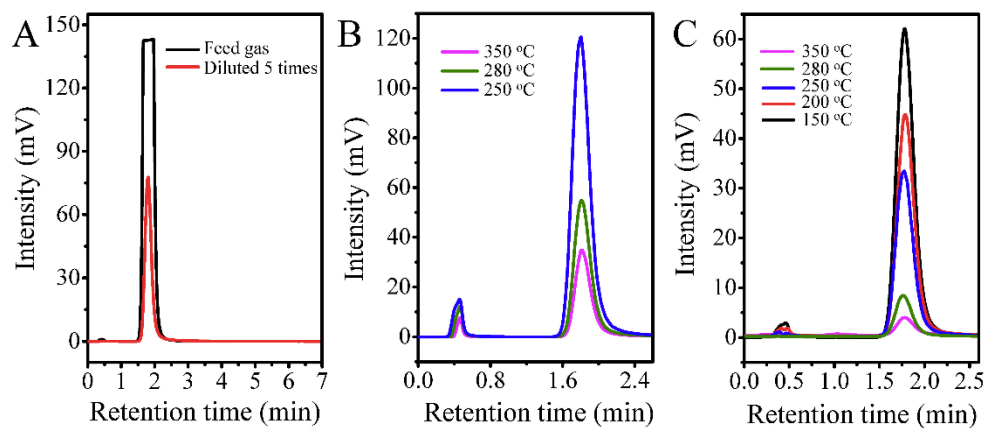 A
Feed gas
Diluted 5 times
150
120
90
60
30
0
Intensity (mV)
0 1 2 3 4 5 6 7
Retention time (min)
B
350 °C
280 °C
250 °C
120
100
80
60
40
20
0
Intensity (mV)
0.0 0.8 1.6 2.4
Retention time (min)
C
350 °C
280 °C
250 °C
200 °C
150 °C
60
50
40
30
20
10
0
Intensity (mV)
0.0 0.5 1.0 1.5 2.0 2.5
Retention time (min)